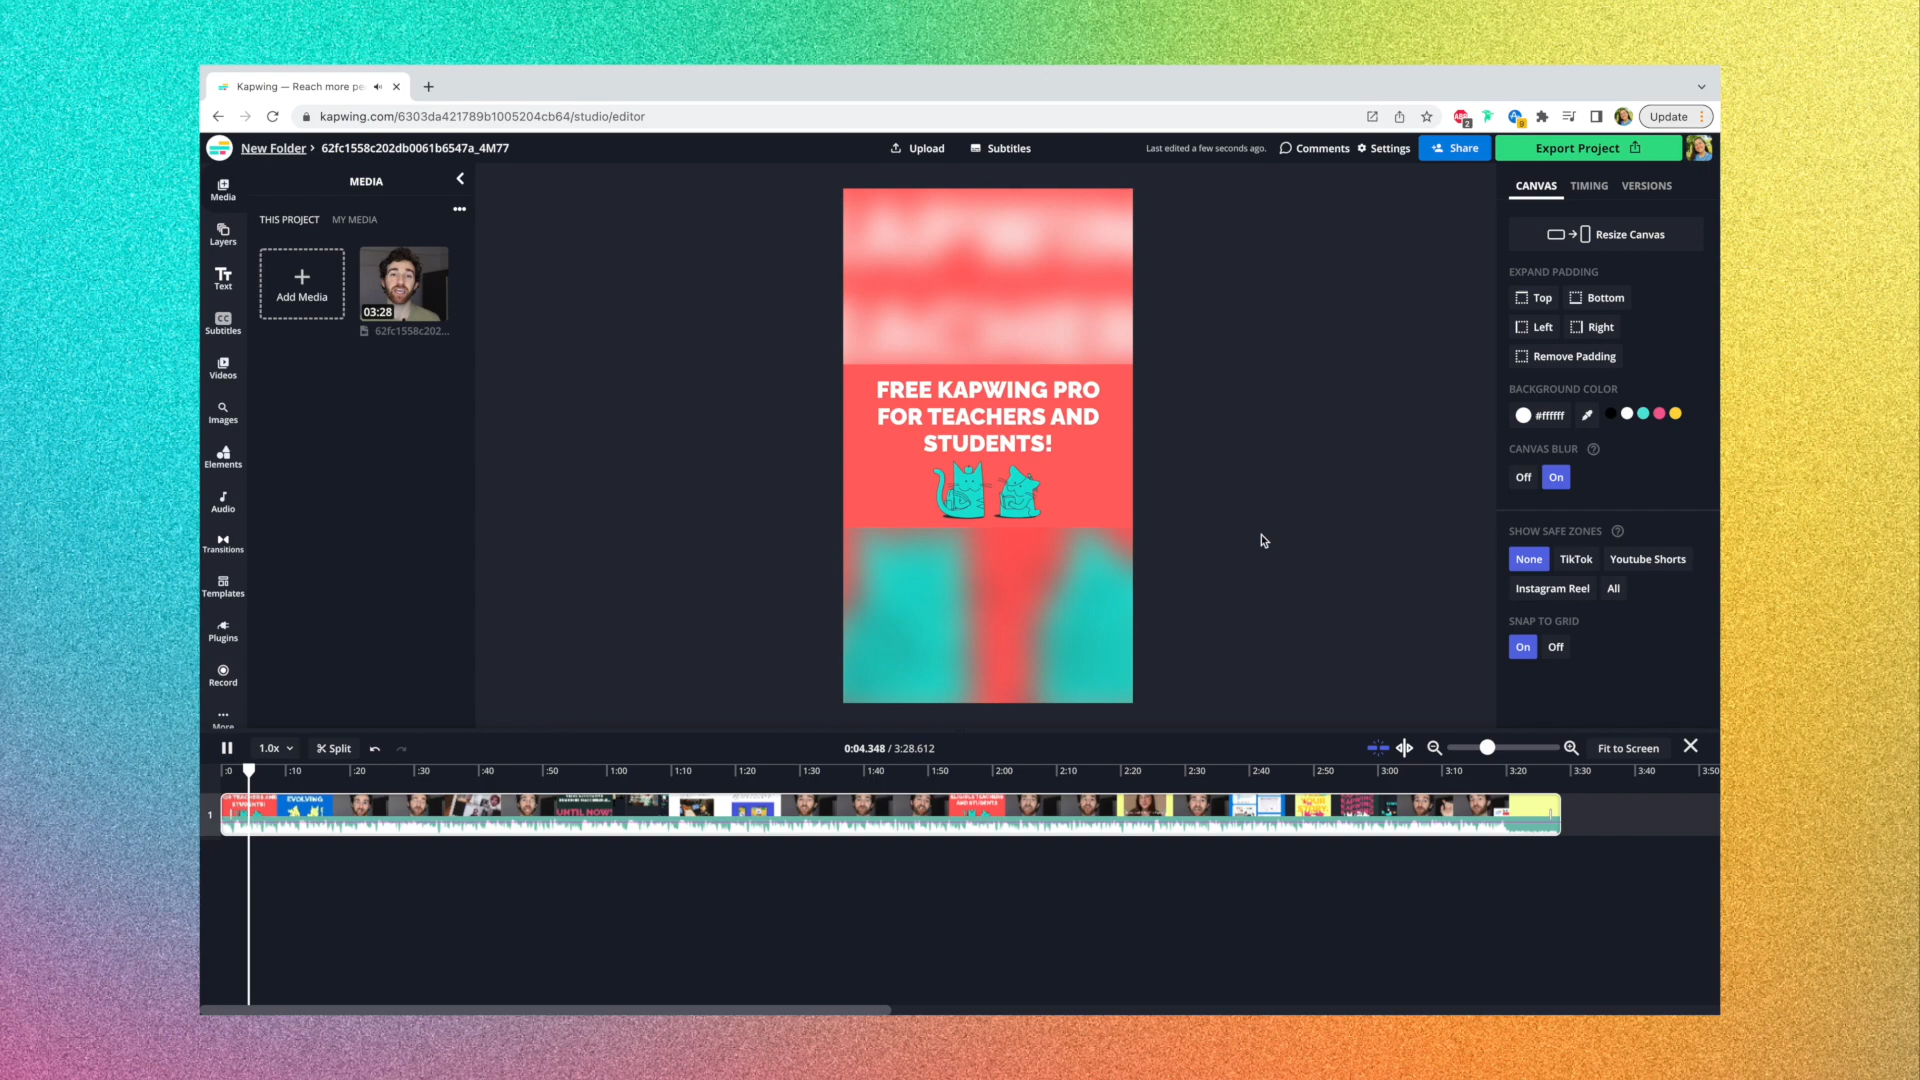 Kapwing — Reach more pe
kapwing.com/6303da421789b1005204cb64/studio/editor
Update
New Folder > 62fc1558c202db0061b6547a_4M77
Upload
Subtitles
Last edited a few seconds ago.
Comments
Settings
Share
Export Project
Media
Layers
Text
Subtitles
Videos
Images
Elements
Audio
Transitions
Templates
Plugins
Record
More
MEDIA
THIS PROJECT
MY MEDIA
Add Media
03:28
62fc1558c202...
FREE KAPWING PRO
FOR TEACHERS AND
STUDENTS!
CANVAS
TIMING
VERSIONS
Resize Canvas
EXPAND PADDING
Top
Bottom
Left
Right
Remove Padding
BACKGROUND COLOR
#ffffff
CANVAS BLUR
Off
On
SHOW SAFE ZONES
None
TikTok
Youtube Shorts
Instagram Reel
All
SNAP TO GRID
On
Off
1.0x
Split
0:04.348 / 3:28.612
Fit to Screen
:0 :10 :20 :30 :40 :50 1:00 1:10 1:20 1:30 1:40 1:50 2:00 2:10 2:20 2:30 2:40 2:50 3:00 3:10 3:20 3:30 3:40 3:50
1
EVOLVING
UNTIL NOW!